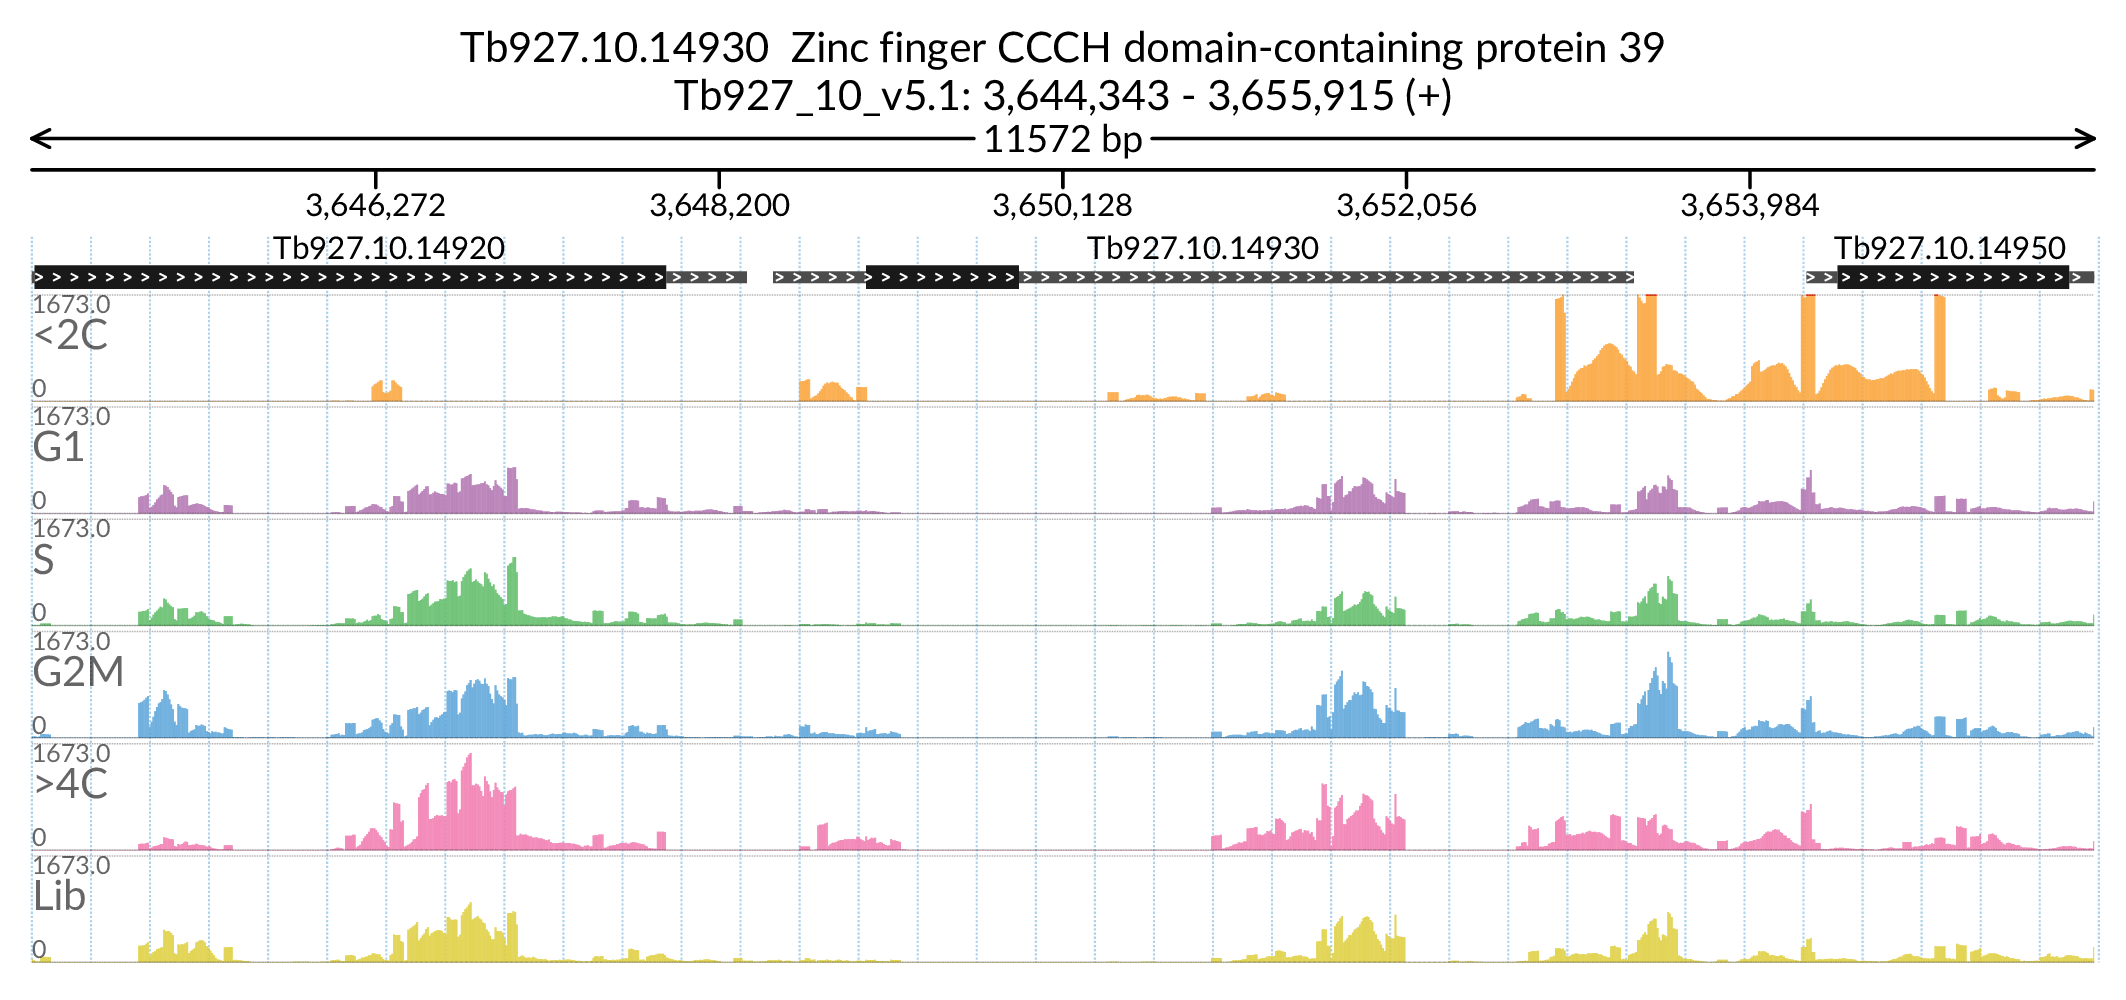 Tb927.10.14930  Zinc finger CCCH domain-containing protein 39
Tb927_10_v5.1: 3,644,343 - 3,655,915 (+)
11572 bp
3,646,272 3,648,200 3,650,128 3,652,056 3,653,984
Tb927.10.14920 Tb927.10.14930 Tb927.10.14950
1673.0
<2C
0
1673.0
G1
0
1673.0
S
0
1673.0
G2M
0
1673.0
>4C
0
1673.0
Lib
0